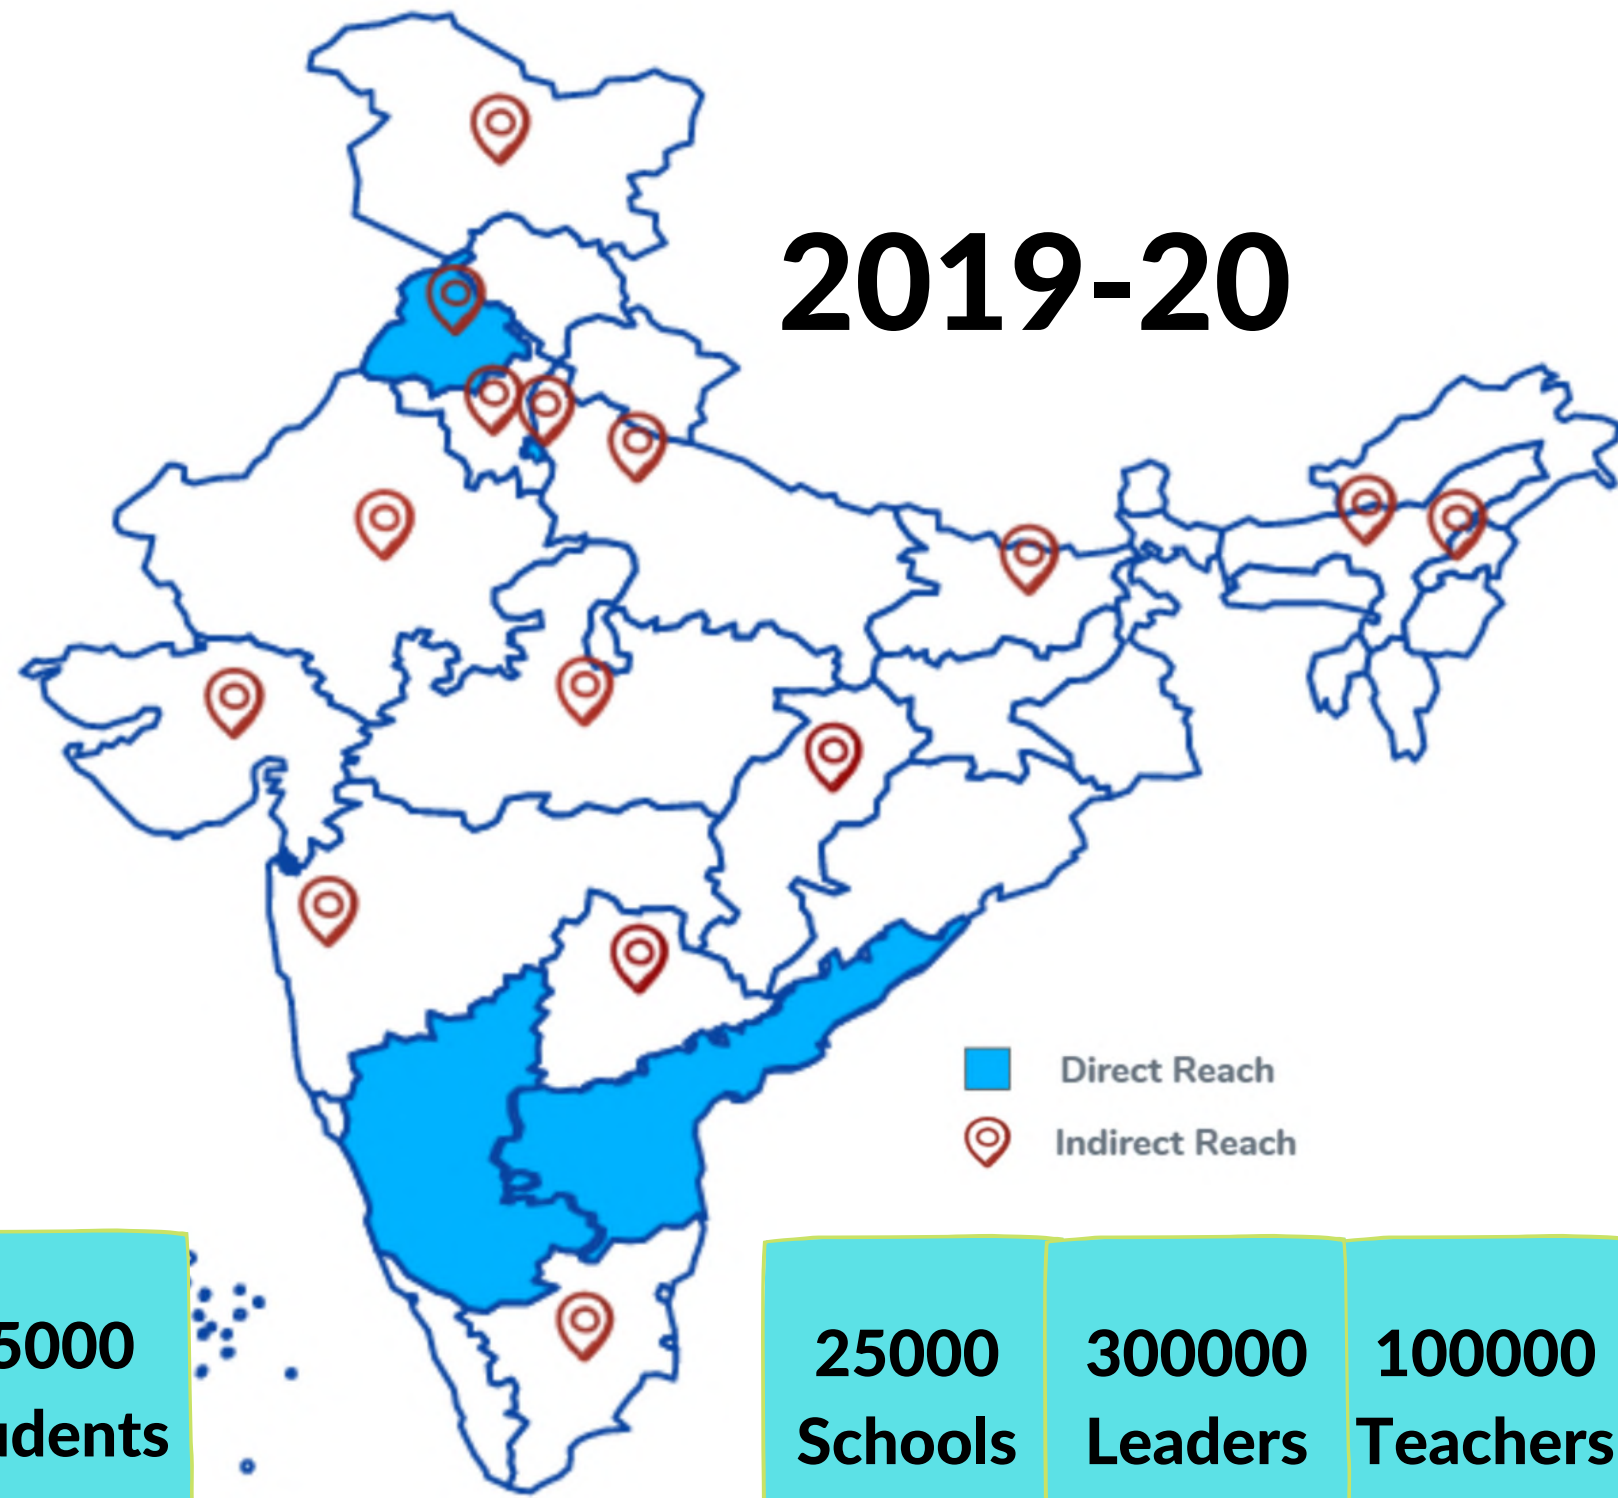 2019-20
Direct Reach
Indirect Reach
5000
udents
25000
Schools
300000
Leaders
100000
Teachers